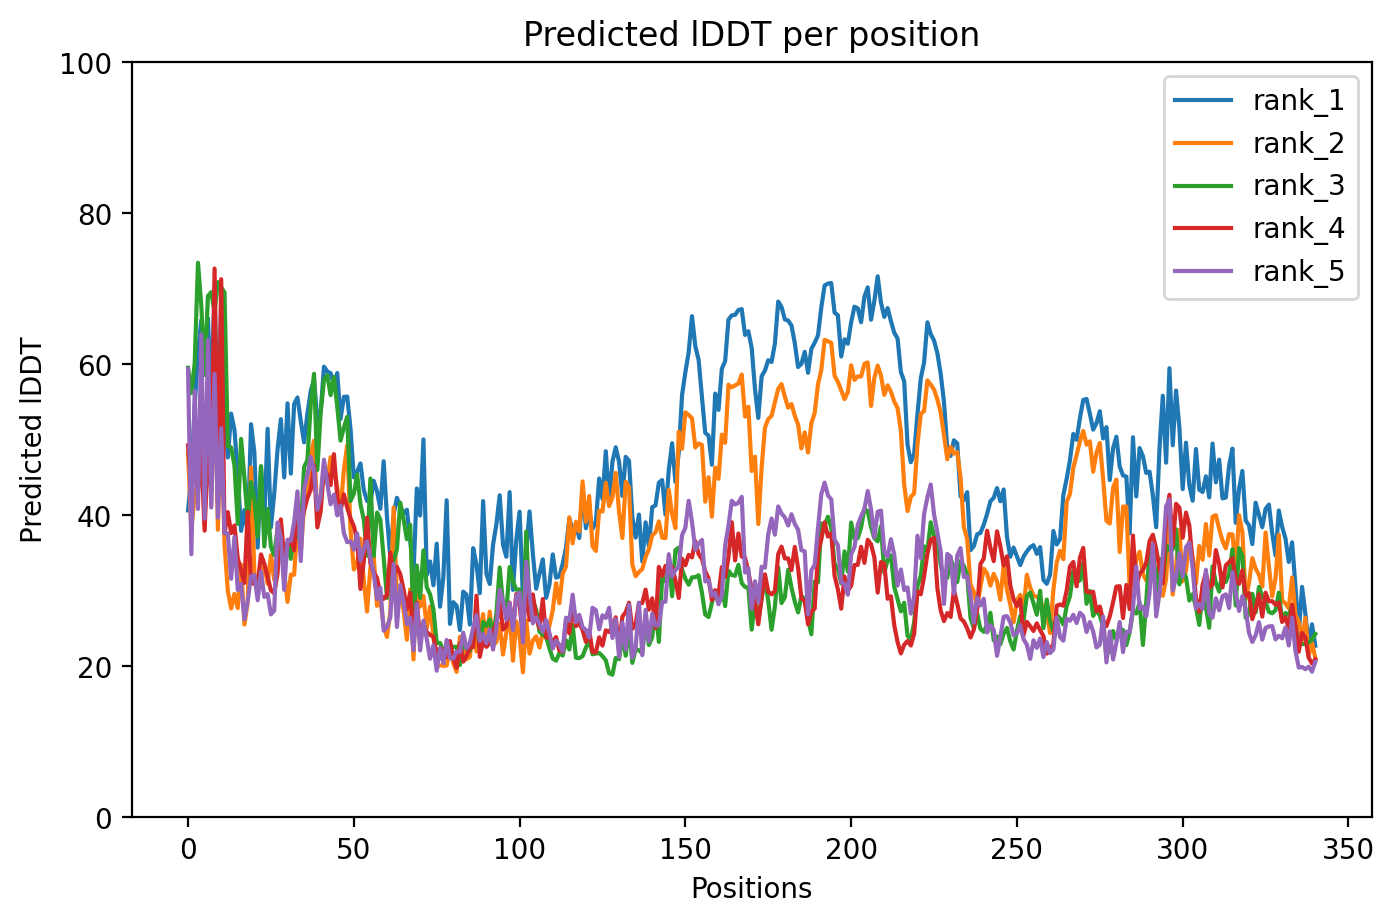 Predicted lDDT per position
Predicted lDDT
100
80
60
40
20
0
0 50 100 150 200 250 300 350
Positions
rank_1
rank_2
rank_3
rank_4
rank_5